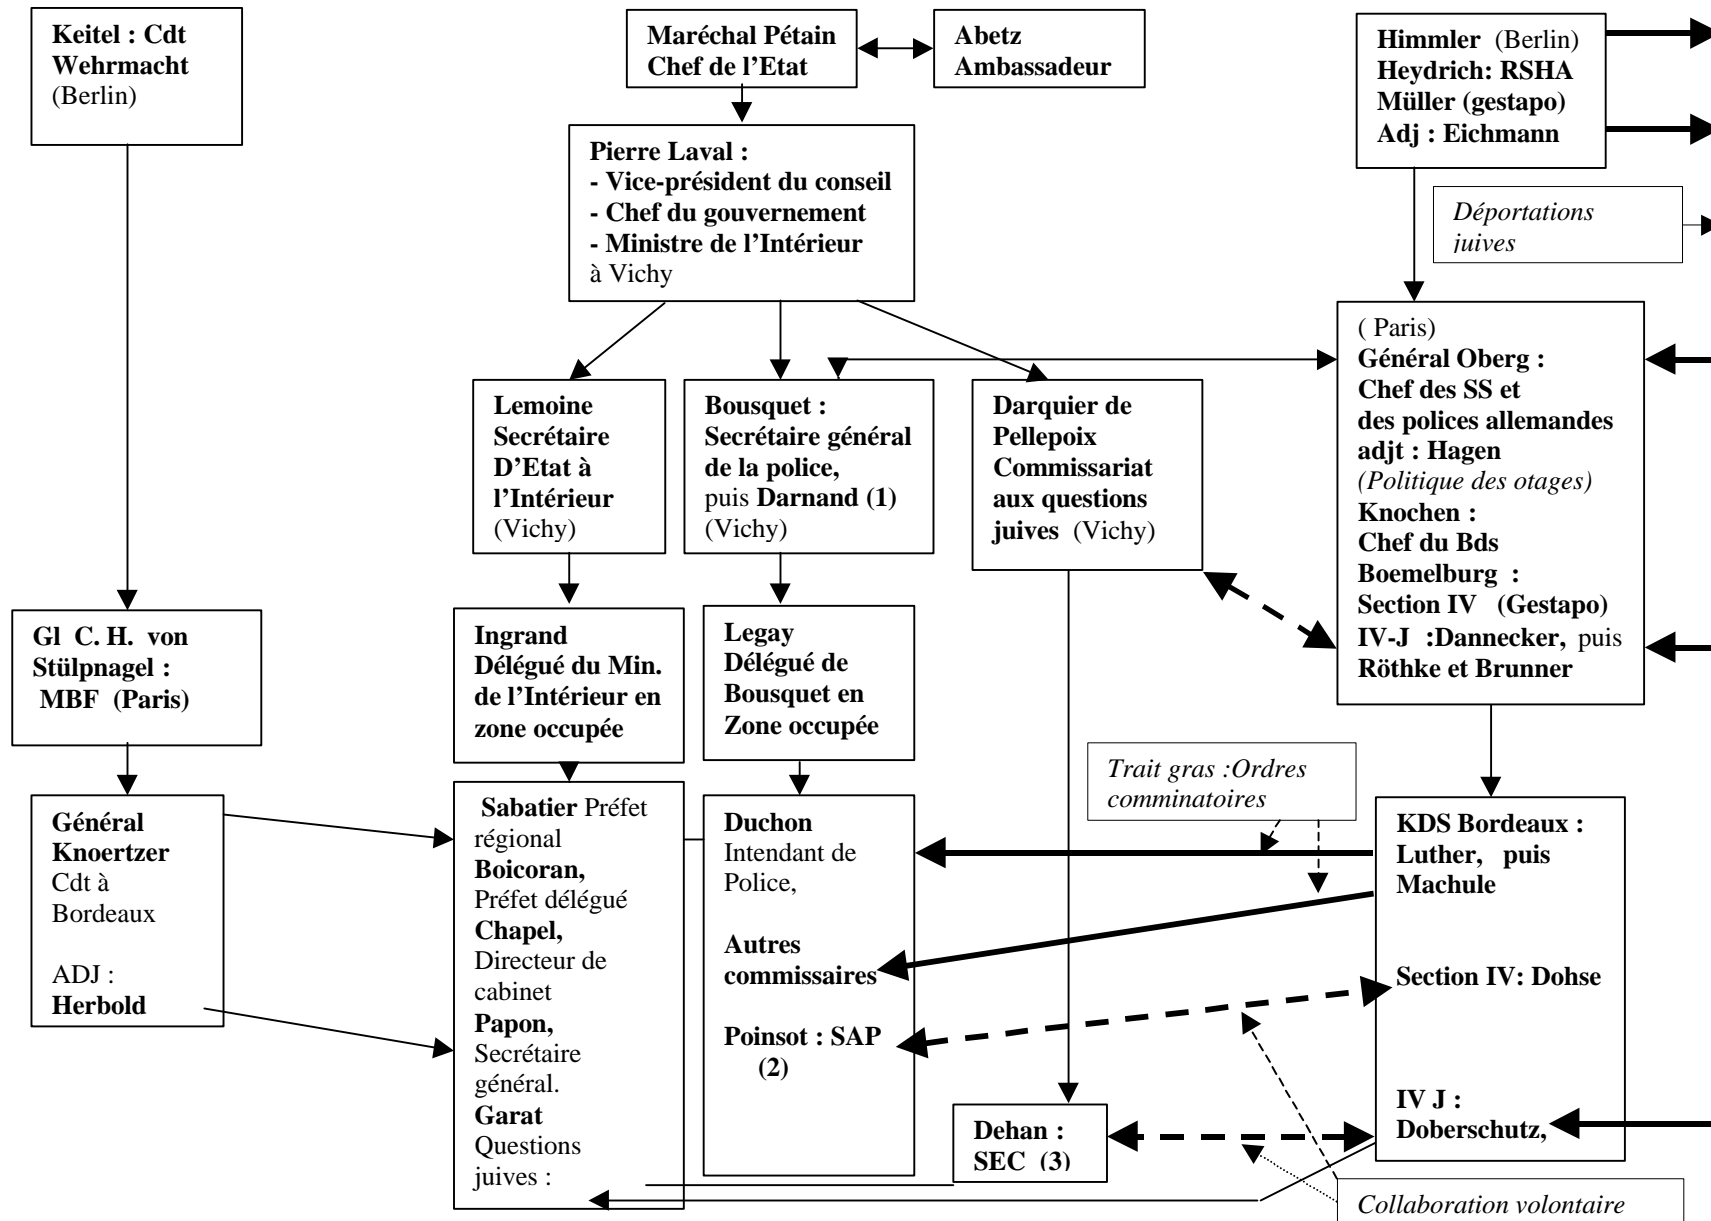 Keitel : Cdt
Wehrmacht
(Berlin)
Maréchal Pétain
Chef de l’Etat
Abetz
Ambassadeur
Himmler (Berlin)
Heydrich: RSHA
Müller (gestapo)
Adj : Eichmann
Pierre Laval :
- Vice-président du conseil
- Chef du gouvernement
- Ministre de l’Intérieur
à Vichy
Déportations
juives
Lemoine
Secrétaire
D’Etat à
l’Intérieur
(Vichy)
Bousquet :
Secrétaire général
de la police,
puis Darnand (1)
(Vichy)
Darquier de
Pellepoix
Commissariat
aux questions
juives (Vichy)
( Paris)
Général Oberg :
Chef des SS et
des polices allemandes
adjt : Hagen
(Politique des otages)
Knochen :
Chef du Bds
Boemelburg :
Section IV (Gestapo)
IV-J :Dannecker, puis
Röthke et Brunner
Gl C. H. von
Stülpnagel :
MBF (Paris)
Ingrand
Délégué du Min.
de l’Intérieur en
zone occupée
Legay
Délégué de
Bousquet en
Zone occupée
Trait gras :Ordres
comminatoires
Général
Knoertzer
Cdt à
Bordeaux
ADJ :
Herbold
Sabatier Préfet
régional
Boicoran,
Préfet délégué
Chapel,
Directeur de
cabinet
Papon,
Secrétaire
général.
Garat
Questions
juives :
Duchon
Intendant de
Police,
Autres
commissaires
Poinsot : SAP
(2)
Dehan :
SEC (3)
KDS Bordeaux :
Luther, puis
Machule
Section IV: Dohse
IV J :
Doberschutz,
Collaboration volontaire